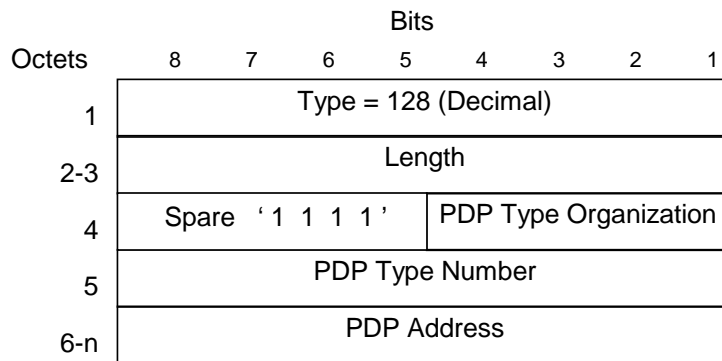 Bits
Octets 8 7 6 5 4 3 2 1
1 Type = 128 (Decimal)
2-3 Length
4 Spare ‘ 1 1 1 1 ’ PDP Type Organization
5 PDP Type Number
6-n PDP Address